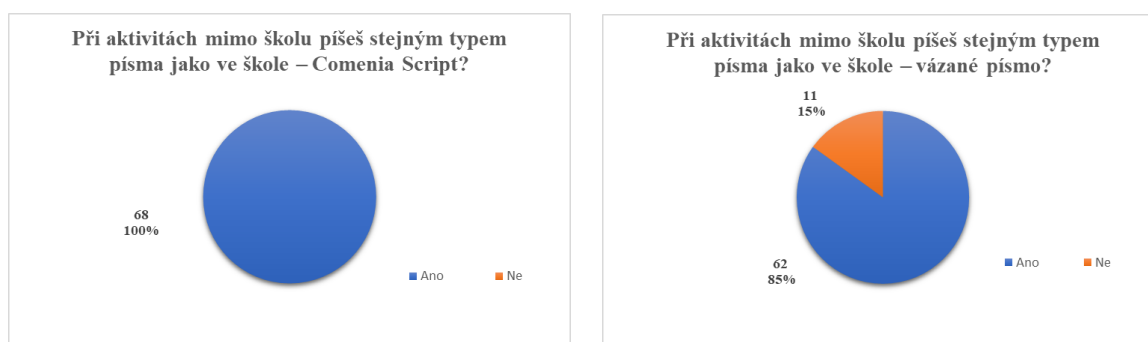 Při aktivitách mimo školu píšeš stejným typem
písma jako ve škole – Comenia Script?
68
100%
Ano
Ne
Při aktivitách mimo školu píšeš stejným typem
písma jako ve škole – vázané písmo?
11
15%
62
85%
Ano
Ne